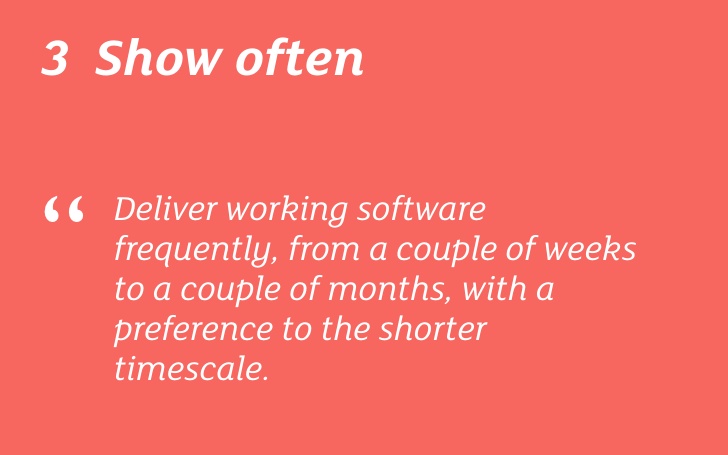 3 Show often
“ Deliver working software
frequently, from a couple of weeks
to a couple of months, with a
preference to the shorter
timescale.